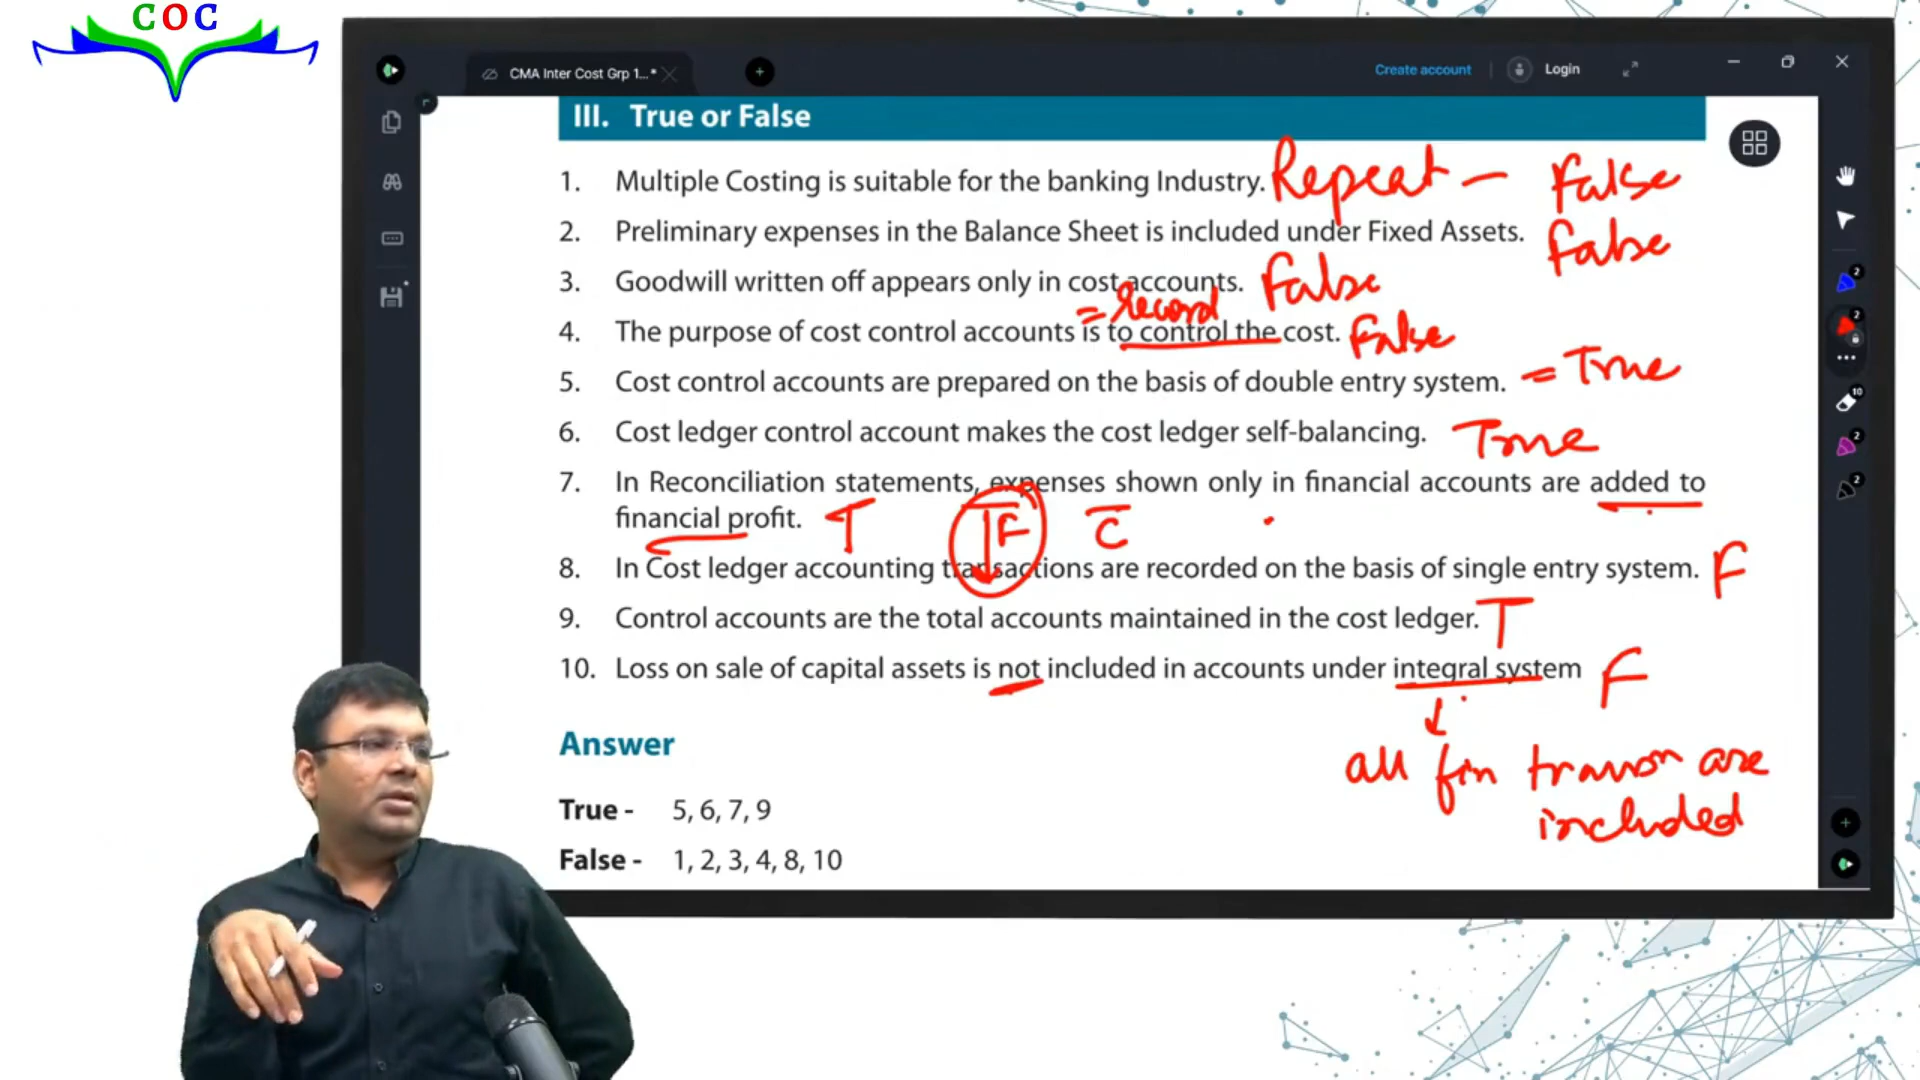 COC
CMA Inter Cost Grp 1...*
Create account
Login
III. True or False
1. Multiple Costing is suitable for the banking Industry. Repeat - False
2. Preliminary expenses in the Balance Sheet is included under Fixed Assets. False
3. Goodwill written off appears only in cost accounts. False
= record
4. The purpose of cost control accounts is to control the cost. False
5. Cost control accounts are prepared on the basis of double entry system. = True
6. Cost ledger control account makes the cost ledger self-balancing. True
7. In Reconciliation statements, expenses shown only in financial accounts are added to
financial profit. T F C
8. In Cost ledger accounting transactions are recorded on the basis of single entry system. F
9. Control accounts are the total accounts maintained in the cost ledger. T
10. Loss on sale of capital assets is not included in accounts under integral system F
all fin transn are
included
Answer
True - 5, 6, 7, 9
False - 1, 2, 3, 4, 8, 10